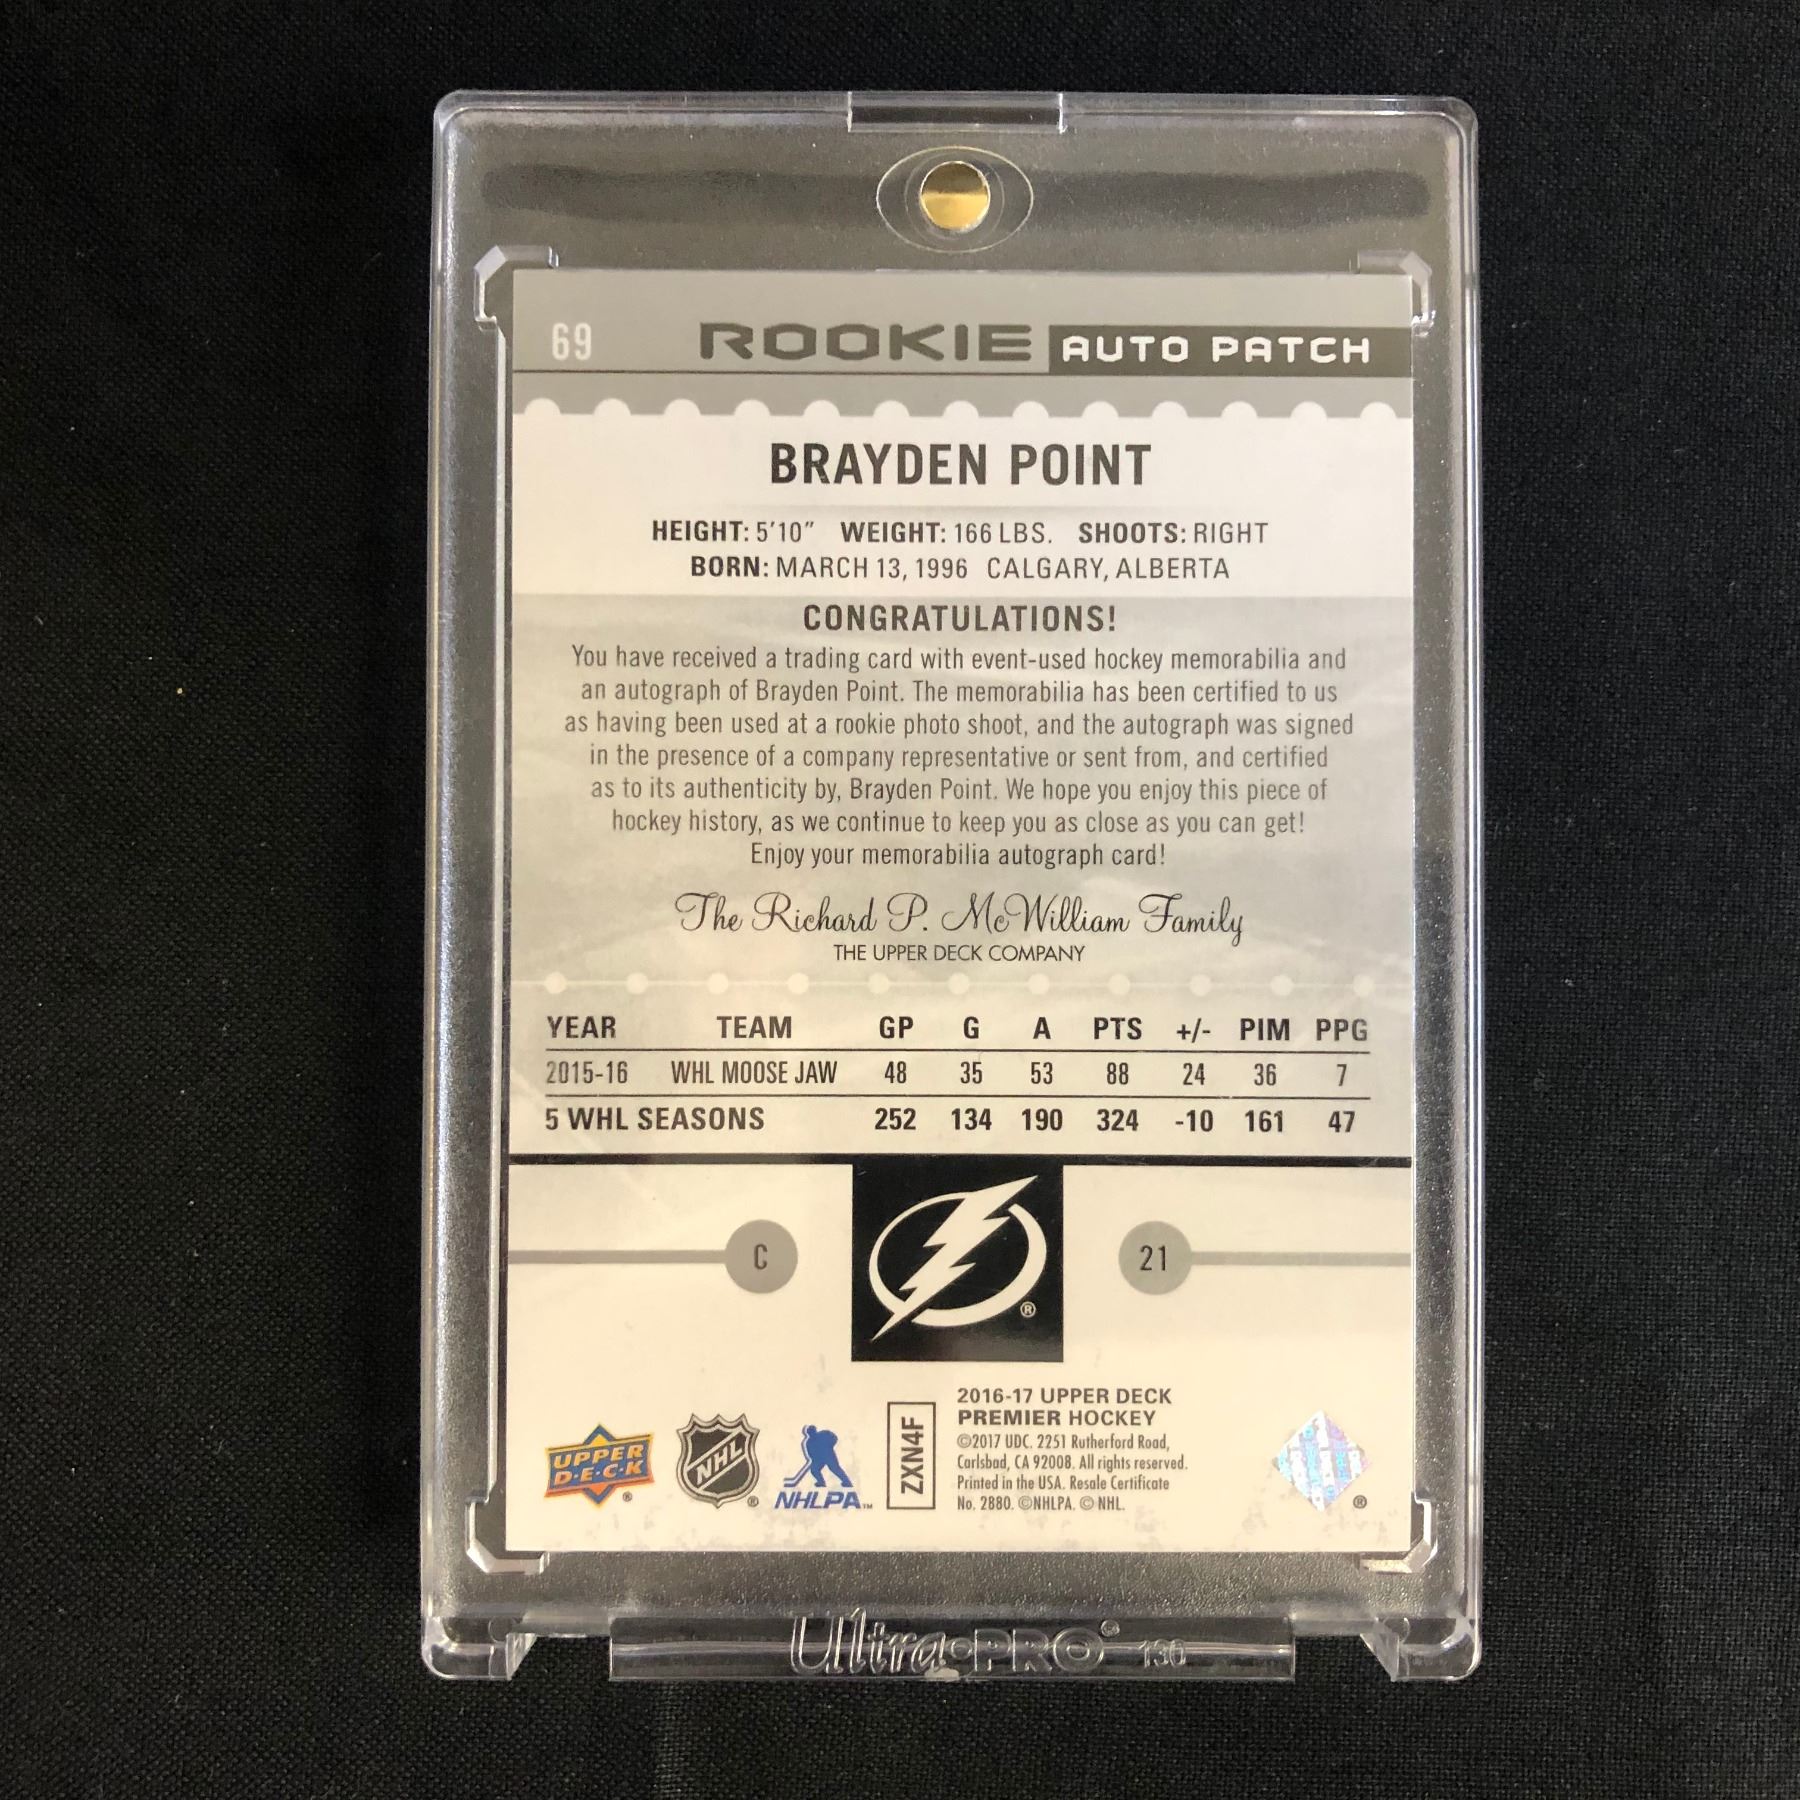 69 ROOKIE AUTO PATCH
BRAYDEN POINT
HEIGHT: 5'10" WEIGHT: 166 LBS. SHOOTS: RIGHT
BORN: MARCH 13, 1996 CALGARY, ALBERTA
CONGRATULATIONS!
You have received a trading card with event-used hockey memorabilia and
an autograph of Brayden Point. The memorabilia has been certified to us
as having been used at a rookie photo shoot, and the autograph was signed
in the presence of a company representative or sent from, and certified
as to its authenticity by, Brayden Point. We hope you enjoy this piece of
hockey history, as we continue to keep you as close as you can get!
Enjoy your memorabilia autograph card!
The Richard P. McWilliam Family
THE UPPER DECK COMPANY
YEAR TEAM GP G A PTS +/- PIM PPG
2015-16 WHL MOOSE JAW 48 35 53 88 24 36 7
5 WHL SEASONS 252 134 190 324 -10 161 47
C 21
®
UPPER
D·E·C·K
®
NHL
®
NHLPA™
ZXN4F
2016-17 UPPER DECK
PREMIER HOCKEY
©2017 UDC. 2251 Rutherford Road,
Carlsbad, CA 92008. All rights reserved.
Printed in the USA. Resale Certificate
No. 2880. ©NHLPA. © NHL.
®
Ultra·PRO® 130